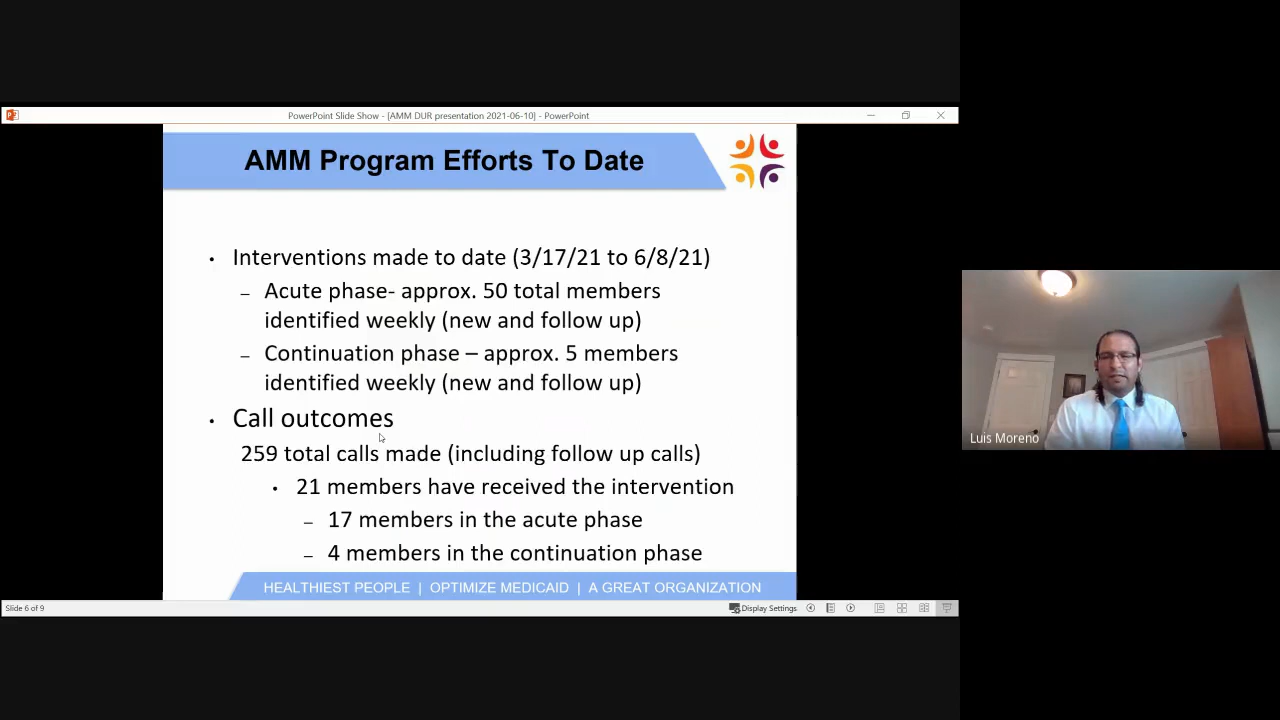 PowerPoint Slide Show - [AMM DUR presentation 2021-06-10] - PowerPoint
AMM Program Efforts To Date
• Interventions made to date (3/17/21 to 6/8/21)
– Acute phase- approx. 50 total members
identified weekly (new and follow up)
– Continuation phase – approx. 5 members
identified weekly (new and follow up)
• Call outcomes
259 total calls made (including follow up calls)
• 21 members have received the intervention
– 17 members in the acute phase
– 4 members in the continuation phase
HEALTHIEST PEOPLE | OPTIMIZE MEDICAID | A GREAT ORGANIZATION
Slide 6 of 9
Display Settings
Luis Moreno